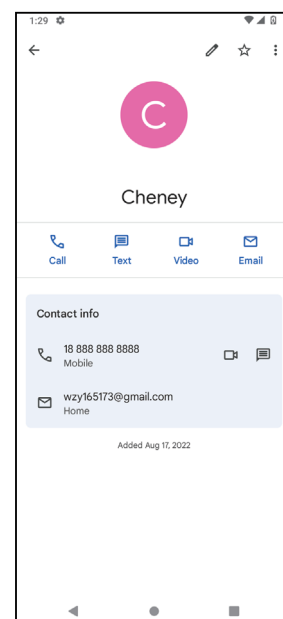 1:29
C
Cheney
Call Text Video Email
Contact info
18 888 888 8888
Mobile
wzy165173@gmail.com
Home
Added Aug 17, 2022